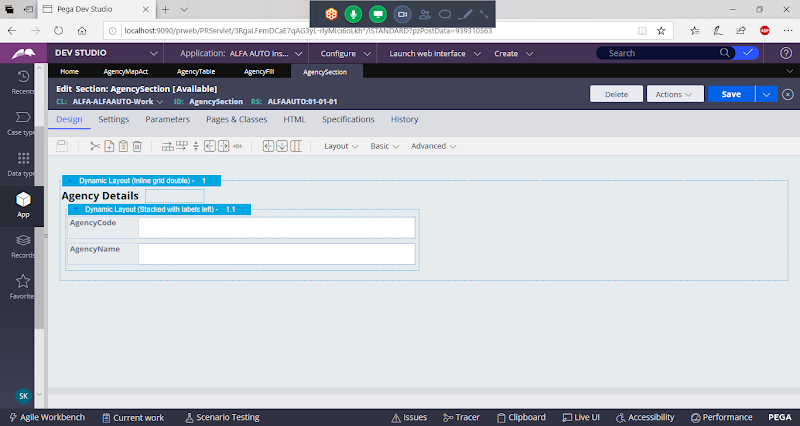 Pega Dev Studio
localhost:9090/prweb/PRServlet/3RgaLFemDCaE7qAG3yL-riyMIci6oLkh*/!STANDARD?pzPostData=939310563
DEV STUDIO
Application: ALFA AUTO Ins...
Configure
Launch web interface
Create
Search
Home
AgencyMapAct
AgencyTable
AgencyFill
AgencySection
Recents
Edit Section: AgencySection [Available]
CL: ALFA-ALFAAUTO-Work ID: AgencySection RS: ALFAAUTO:01-01-01
Delete
Actions
Save
Case type
Design
Settings
Parameters
Pages & Classes
HTML
Specifications
History
Data type
Layout
Basic
Advanced
App
Dynamic Layout (Inline grid double) - 1
Agency Details
Dynamic Layout (Stacked with labels left) - 1.1
AgencyCode
AgencyName
Records
Favorite
SK
Agile Workbench
Current work
Scenario Testing
Issues
Tracer
Clipboard
Live UI
Accessibility
Performance
PEGA